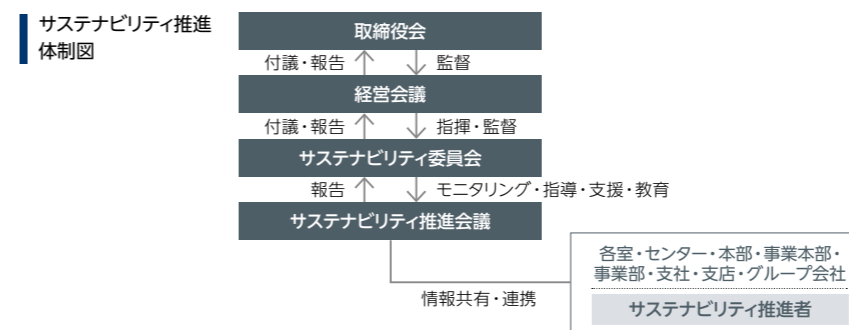 サステナビリティ推進
体制図
取締役会
付議・報告
監督
経営会議
付議・報告
指揮・監督
サステナビリティ委員会
報告
モニタリング・指導・支援・教育
サステナビリティ推進会議
情報共有・連携
各室・センター・本部・事業本部・
事業部・支社・支店・グループ会社
サステナビリティ推進者